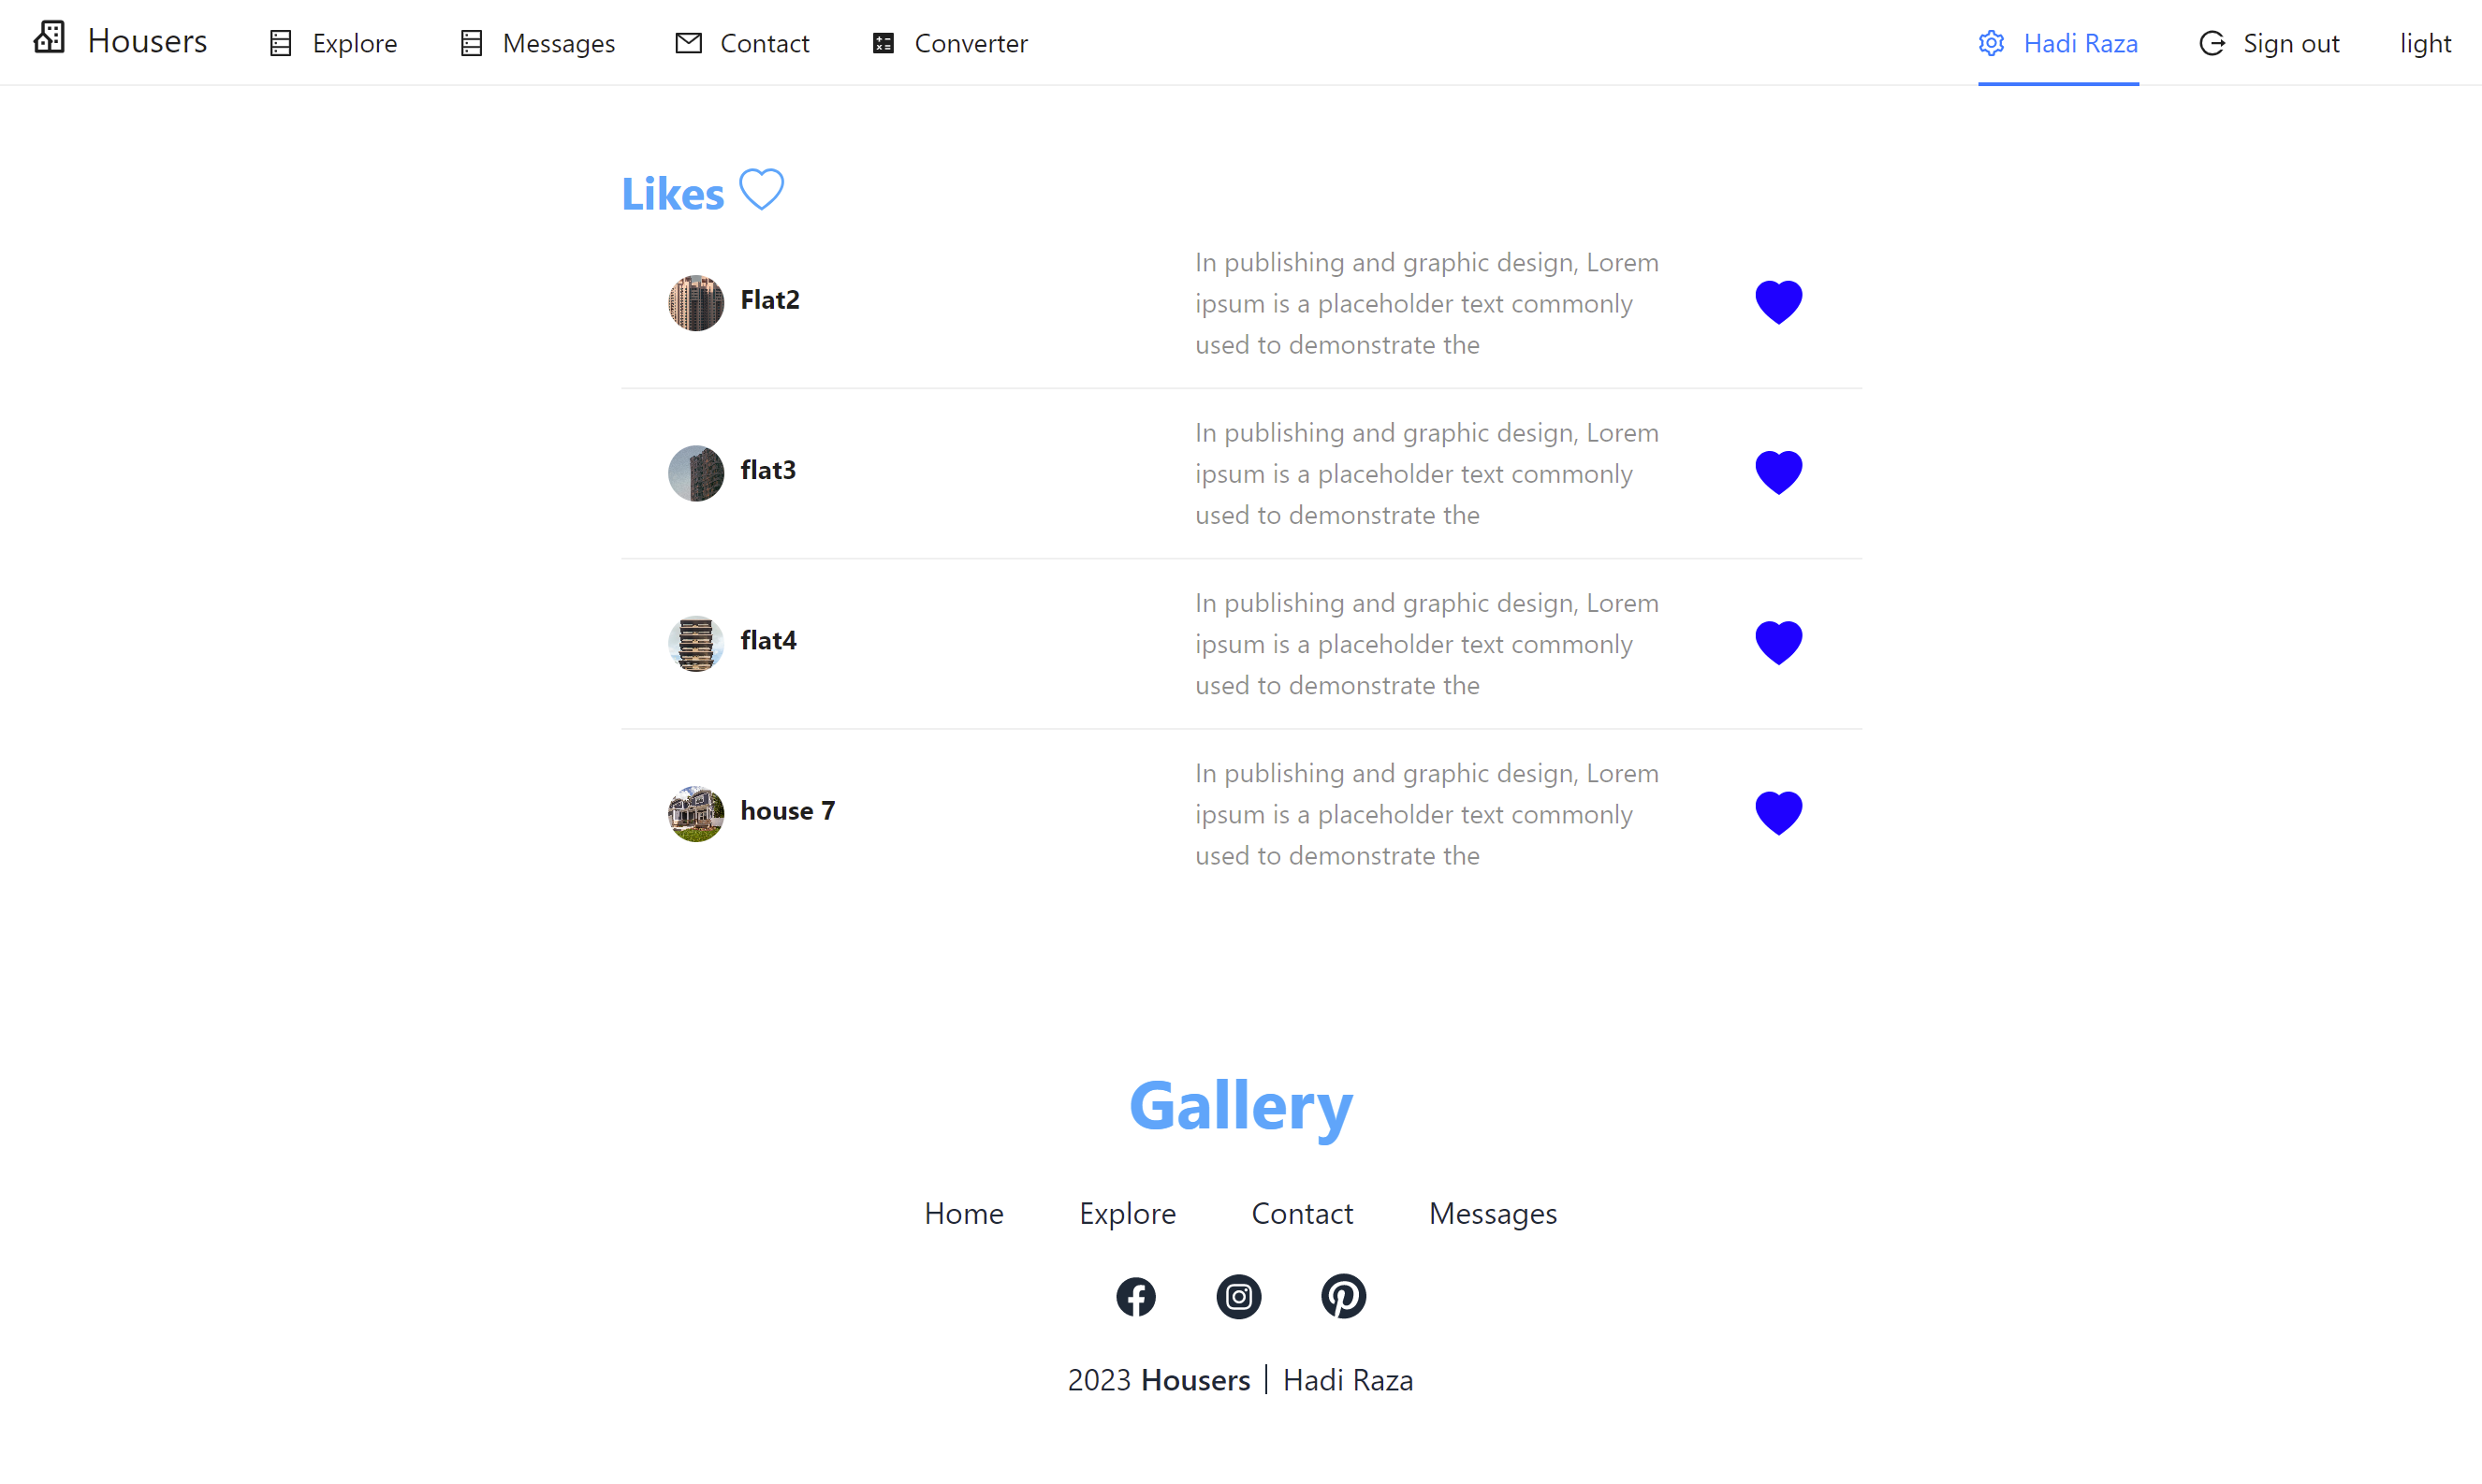 Housers Explore Messages Contact Converter Hadi Raza Sign out light
Likes
Flat2
In publishing and graphic design, Lorem
ipsum is a placeholder text commonly
used to demonstrate the
flat3
In publishing and graphic design, Lorem
ipsum is a placeholder text commonly
used to demonstrate the
flat4
In publishing and graphic design, Lorem
ipsum is a placeholder text commonly
used to demonstrate the
house 7
In publishing and graphic design, Lorem
ipsum is a placeholder text commonly
used to demonstrate the
Gallery
Home Explore Contact Messages
2023 Housers | Hadi Raza